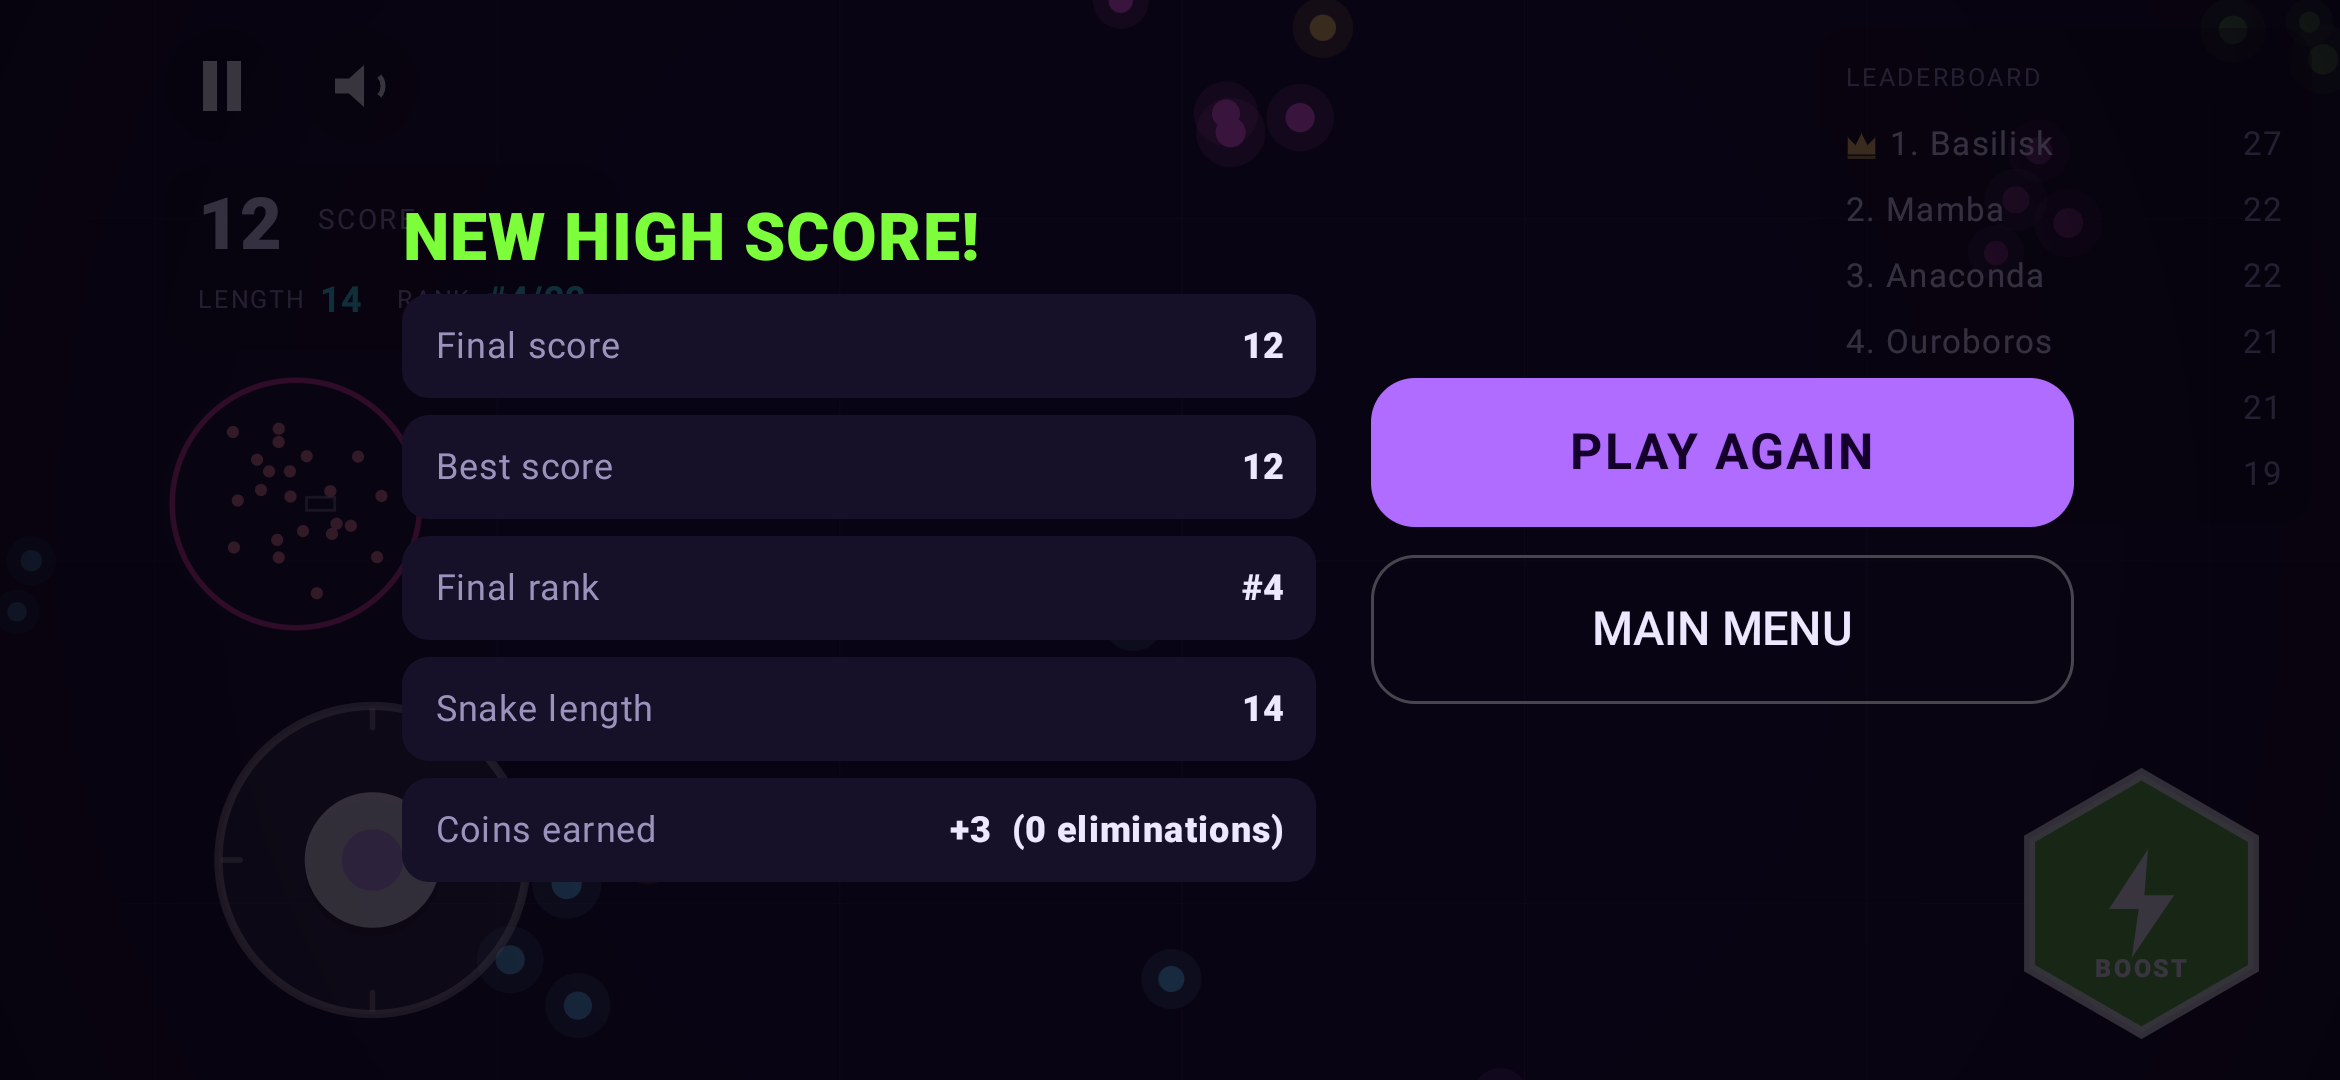 LEADERBOARD
1. Basilisk 27
2. Mamba 22
3. Anaconda 22
4. Ouroboros 21
21
19
12 SCORE
LENGTH 14 RANK
NEW HIGH SCORE!
Final score 12
Best score 12
Final rank #4
Snake length 14
Coins earned +3 (0 eliminations)
PLAY AGAIN
MAIN MENU
BOOST